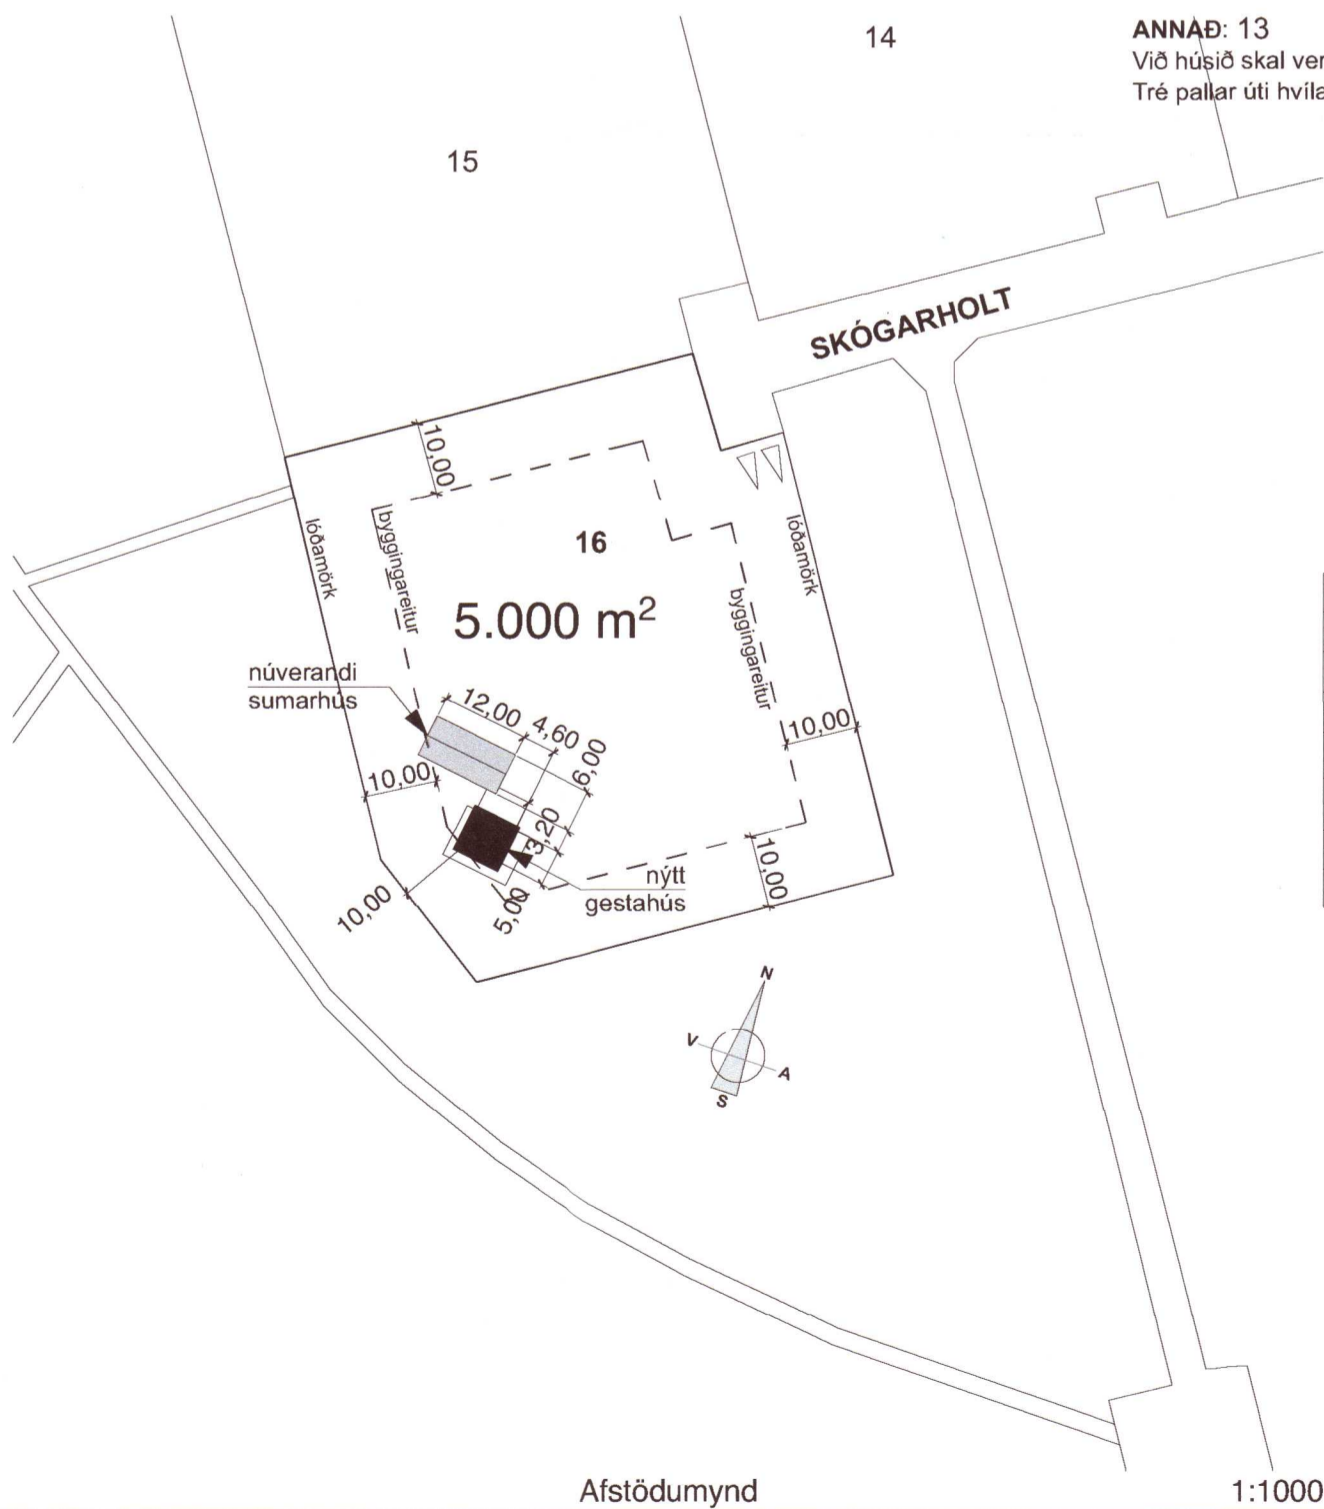 14
ANNAÐ: 13
Við húsið skal ver
Tré pallar úti hvíla
15
SKÓGARHOLT
10,00
lóðamörk
byggingareitur
16
5.000 m²
lóðamörk
byggingareitur
núverandi
sumarhús
12,00
4,60
6,00
10,00
10,00
3,20
10,00
nýtt
gestahús
10,00
5,00
N
V
A
S
Afstödumynd
1:1000